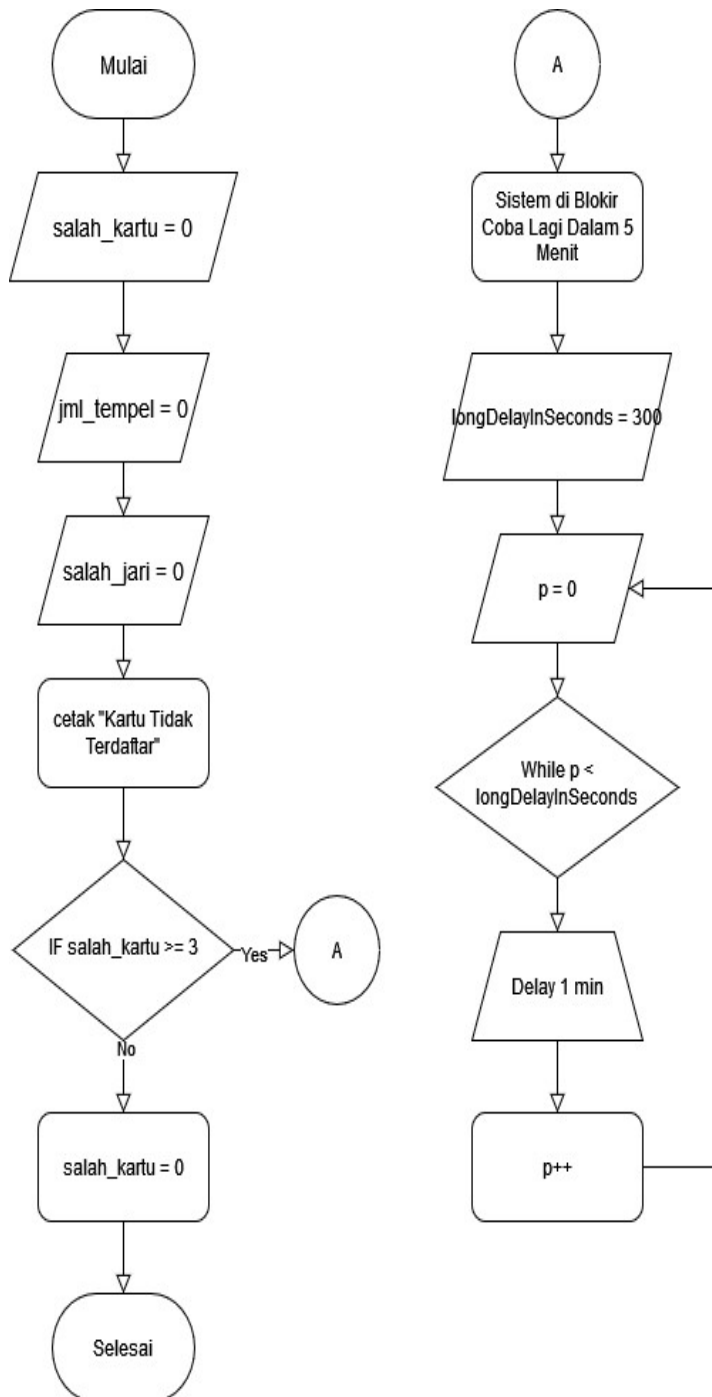 Mulai
salah_kartu = 0
jml_tempel = 0
salah_jari = 0
cetak "Kartu Tidak
Terdaftar"
IF salah_kartu >= 3
Yes
A
No
salah_kartu = 0
Selesai
A
Sistem di Blokir
Coba Lagi Dalam 5
Menit
longDelayInSeconds = 300
p = 0
While p <
longDelayInSeconds
Delay 1 min
p++